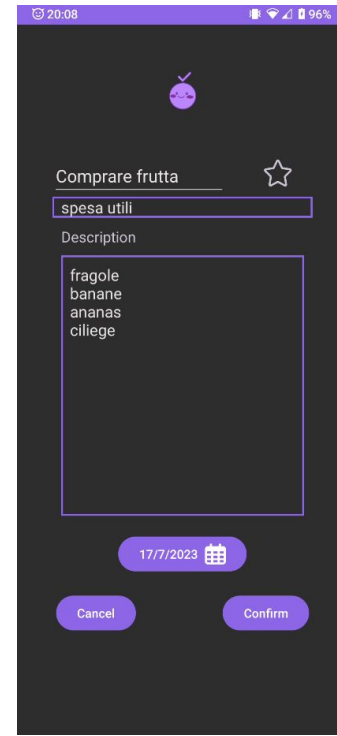 20:08 96%
Comprare frutta
spesa utili
Description
fragole
banane
ananas
ciliege
17/7/2023
Cancel Confirm